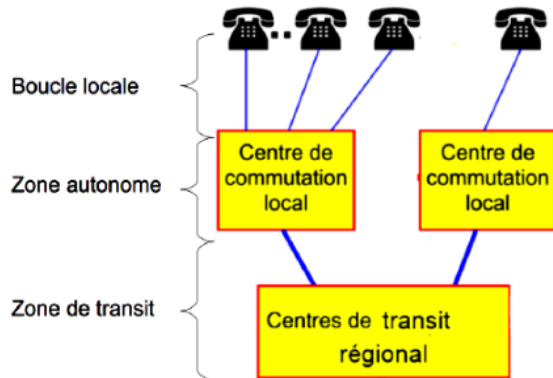 Boucle locale
Zone autonome
Zone de transit
Centre de
commutation
local
Centre de
commutation
local
Centres de transit
régional